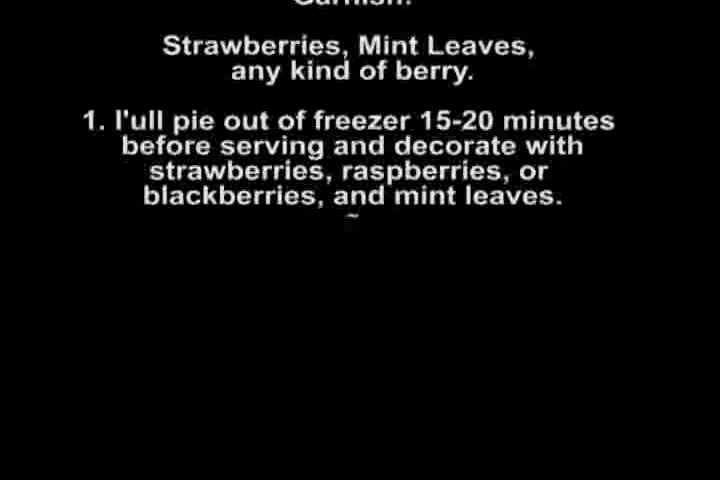 Garnish:
Strawberries, Mint Leaves,
any kind of berry.
1. I'ull pie out of freezer 15-20 minutes
before serving and decorate with
strawberries, raspberries, or
blackberries, and mint leaves.
~